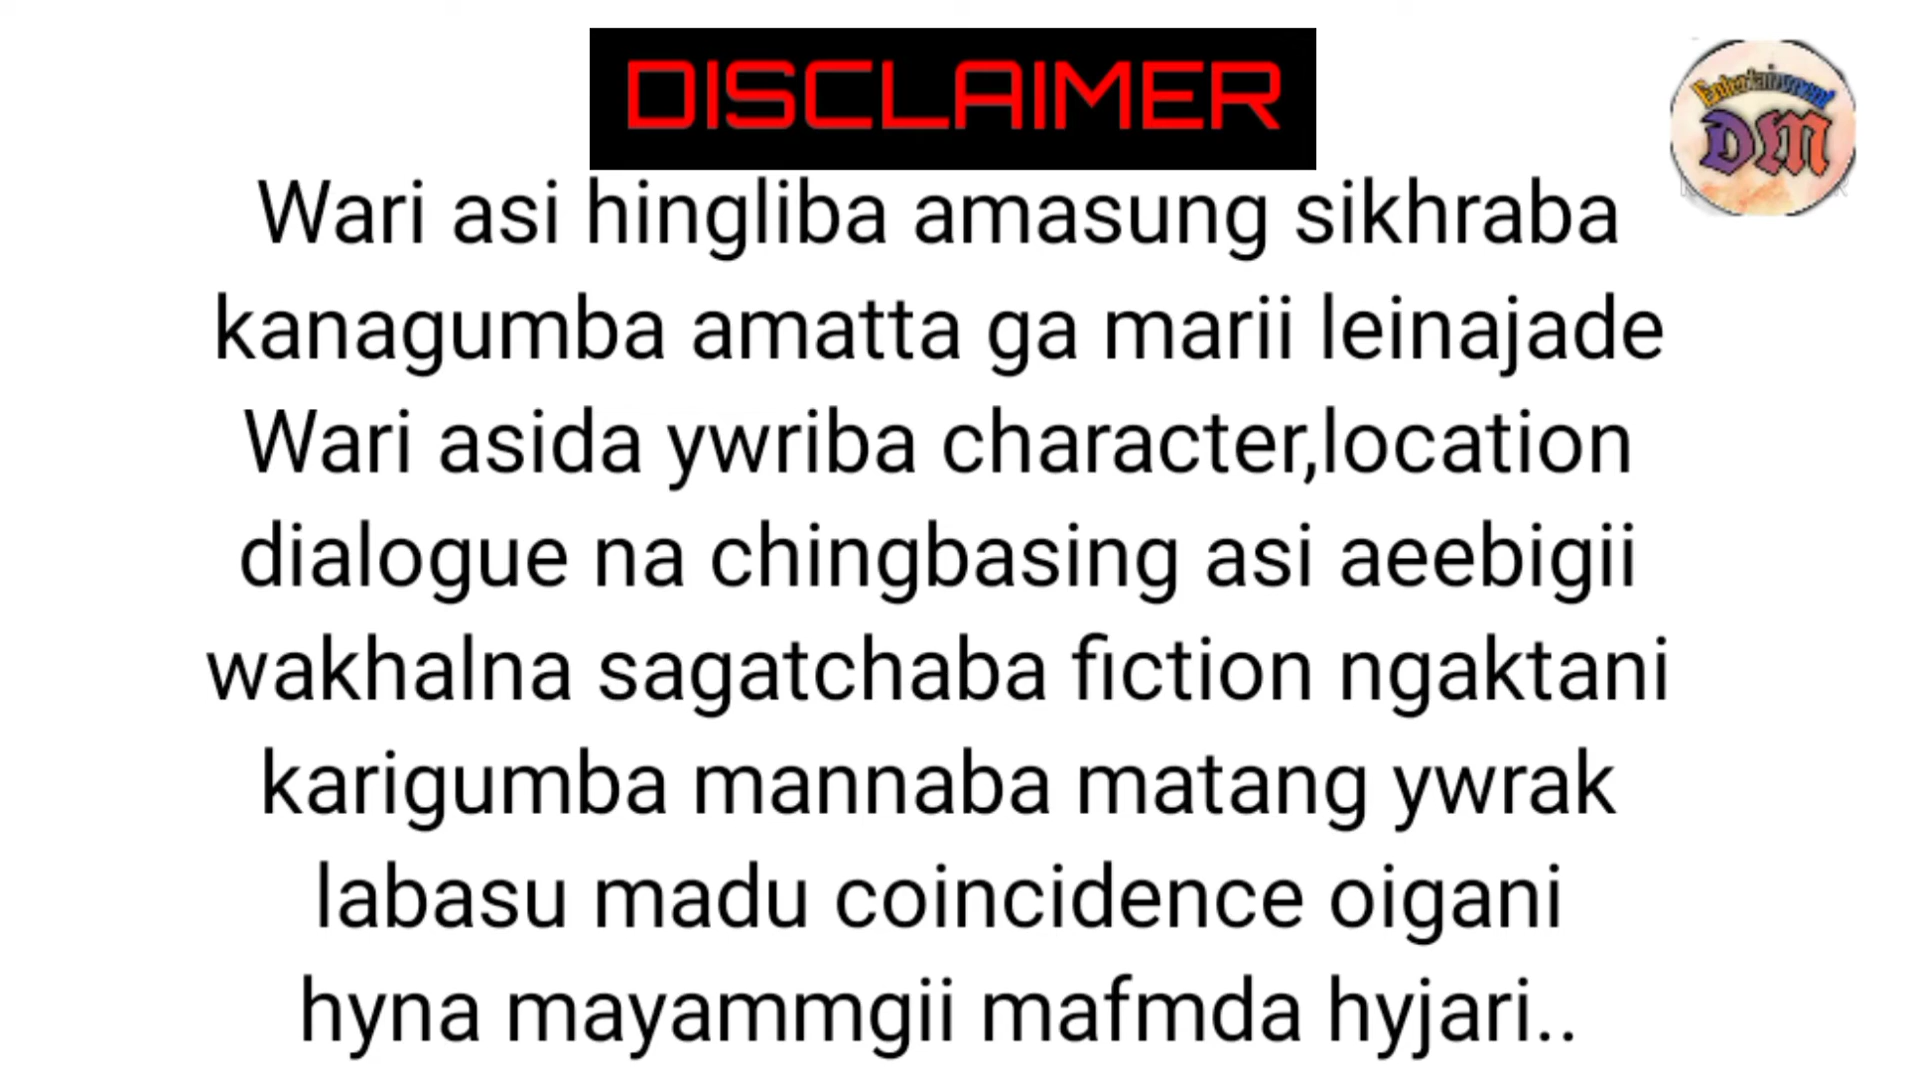 DISCLAIMER
Entertainment
DM
Wari asi hingliba amasung sikhraba
kanagumba amatta ga marii leinajade
Wari asida ywriba character,location
dialogue na chingbasing asi aeebigii
wakhalna sagatchaba fiction ngaktani
karigumba mannaba matang ywrak
labasu madu coincidence oigani
hyna mayammgii mafmda hyjari..